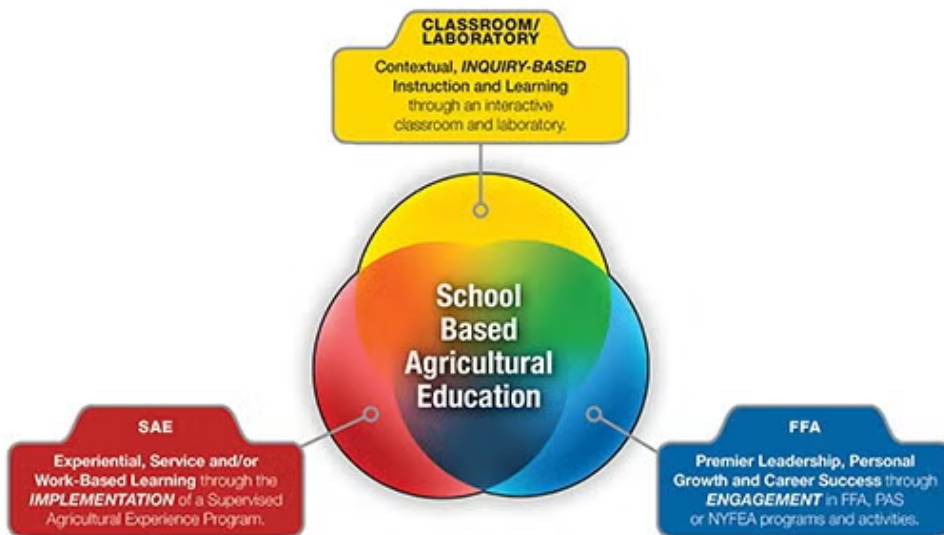 CLASSROOM/
LABORATORY
Contextual, INQUIRY-BASED
Instruction and Learning
through an interactive
classroom and laboratory.
School
Based
Agricultural
Education
SAE
Experiential, Service and/or
Work-Based Learning through the
IMPLEMENTATION of a Supervised
Agricultural Experience Program.
FFA
Premier Leadership, Personal
Growth and Career Success through
ENGAGEMENT in FFA, PAS
or NYFEA programs and activities.